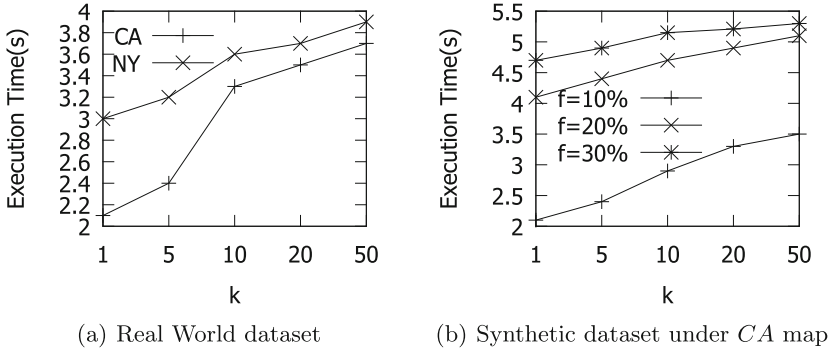 4
3.8
3.6
3.4
3.2
3
2.8
2.6
2.4
2.2
2
Execution Time(s)
CA
NY
1 5 10 20 50
k
(a) Real World dataset
5.5
5
4.5
4
3.5
3
2.5
2
Execution Time(s)
f=10%
f=20%
f=30%
1 5 10 20 50
k
(b) Synthetic dataset under CA map